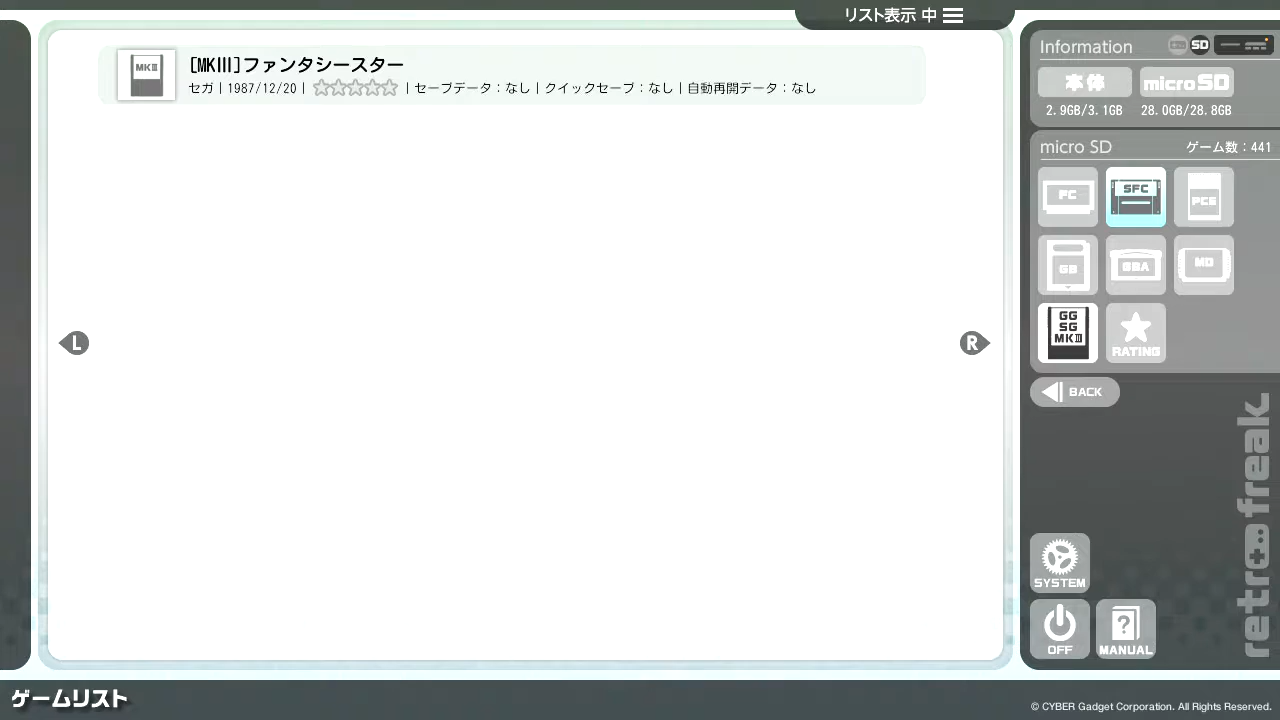 リスト表示 中
MKⅢ
[MKⅢ]ファンタシースター
セガ | 1987/12/20 | ☆☆☆☆☆ | セーブデータ：なし | クイックセーブ：なし | 自動再開データ：なし
L
R
Information
SD
本体
microSD
2.9GB/3.1GB
28.0GB/28.8GB
micro SD
ゲーム数：441
FC
SFC
PCE
GB
GBA
MD
GG
SG
MKⅢ
RATING
BACK
retro freak
SYSTEM
OFF
?
MANUAL
ゲームリスト
© CYBER Gadget Corporation. All Rights Reserved.